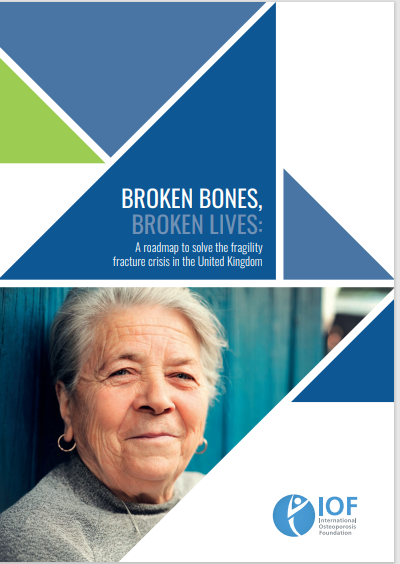 BROKEN BONES,
BROKEN LIVES:
A roadmap to solve the fragility
fracture crisis in the United Kingdom
IOF
International
Osteoporosis
Foundation